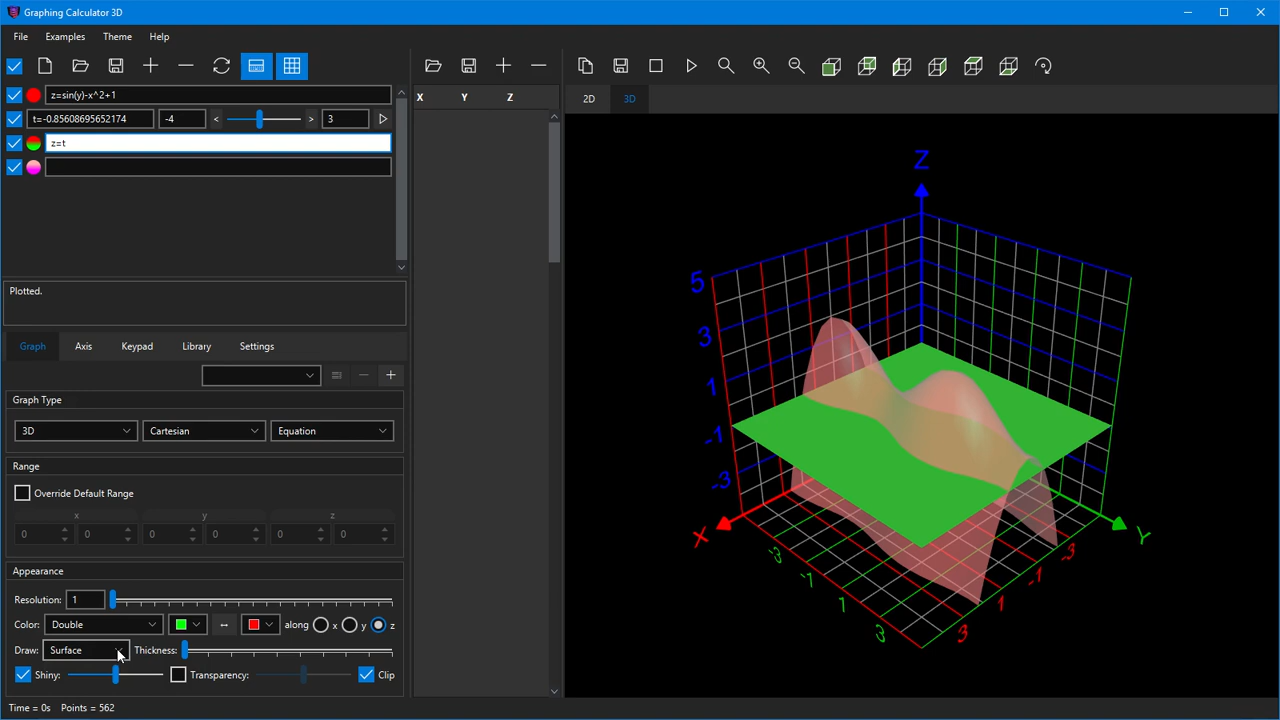 Graphing Calculator 3D
File Examples Theme Help
z=sin(y)-x^2+1
t=-0.85608695652174 -4 < > 3
z=t
Plotted.
Graph Axis Keypad Library Settings
Graph Type
3D Cartesian Equation
Range
Override Default Range
x y z
0 0 0 0 0 0
Appearance
Resolution: 1
Color: Double ↔ along x y z
Draw: Surface Thickness:
Shiny: Transparency: Clip
Time = 0s Points = 562
X Y Z
2D 3D
Z
5
3
1
-1
-3
X
Y
-3
-1
1
3
-3
-1
1
3